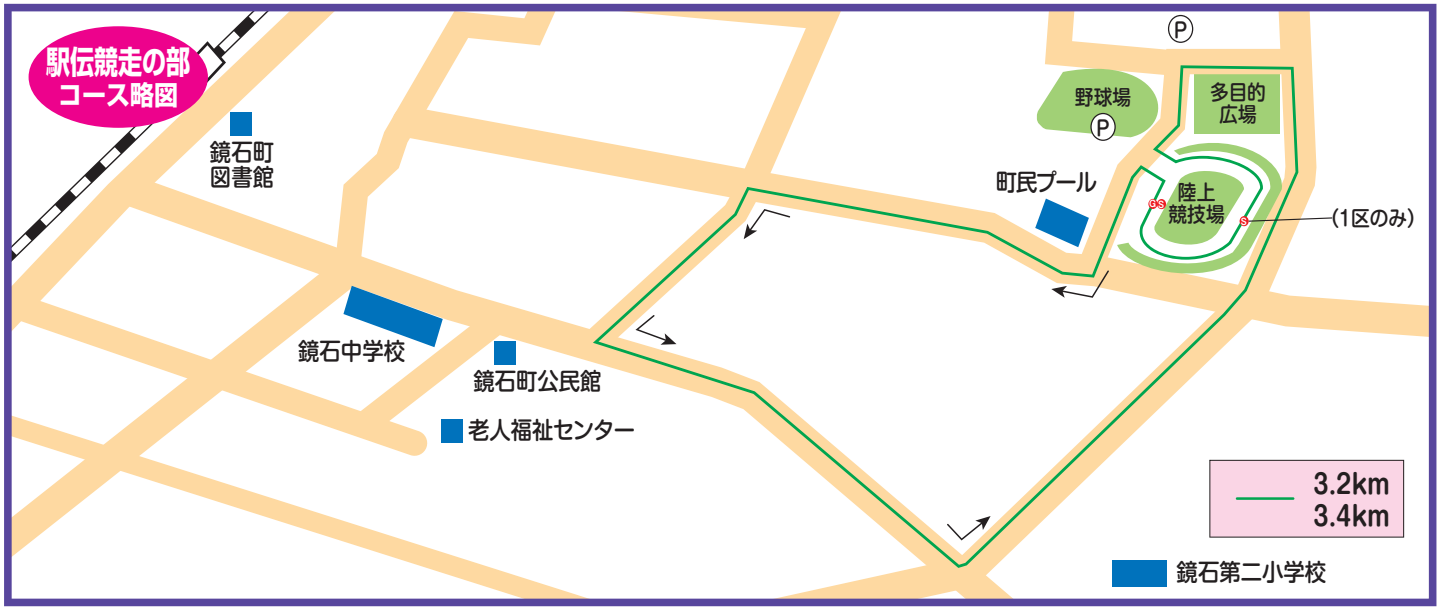 駅伝競走の部
コース略図
鏡石町
図書館
鏡石中学校
鏡石町公民館
老人福祉センター
P
野球場
P
多目的
広場
町民プール
陸上
競技場
GS
S
(1区のみ)
3.2km
3.4km
鏡石第二小学校